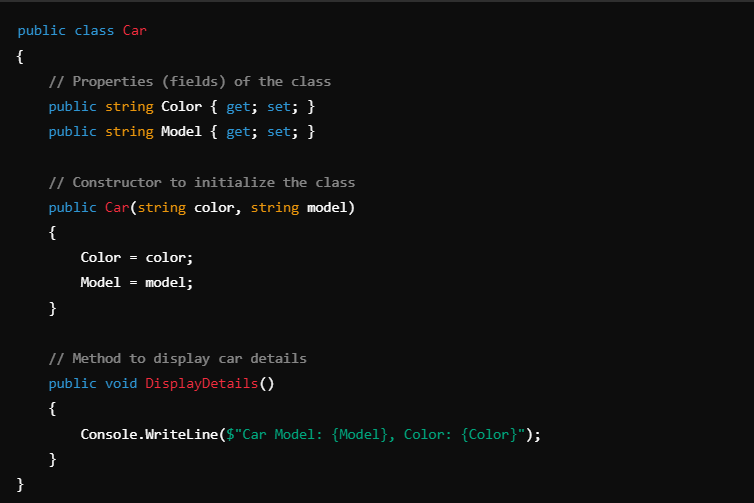 public class Car
{
    // Properties (fields) of the class
    public string Color { get; set; }
    public string Model { get; set; }

    // Constructor to initialize the class
    public Car(string color, string model)
    {
        Color = color;
        Model = model;
    }

    // Method to display car details
    public void DisplayDetails()
    {
        Console.WriteLine($"Car Model: {Model}, Color: {Color}");
    }
}